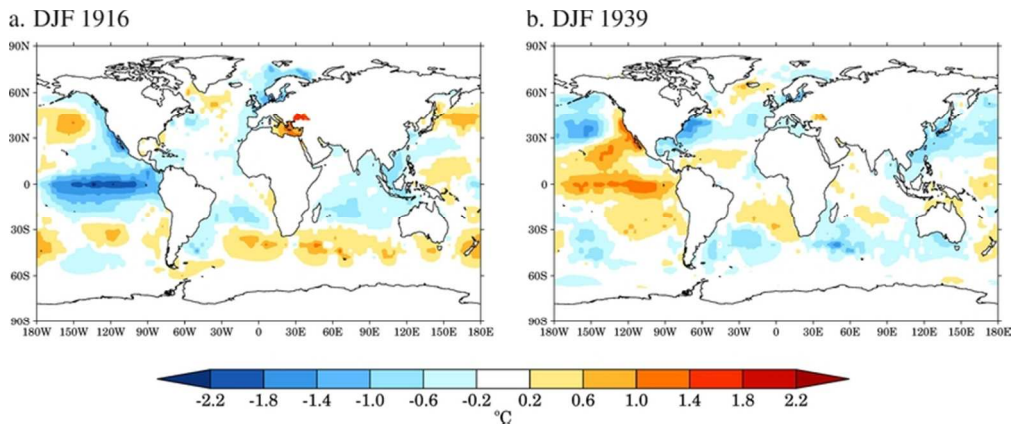 a. DJF 1916
b. DJF 1939
90N
60N
30N
0
30S
60S
90S
180W 150W 120W 90W 60W 30W 0 30E 60E 90E 120E 150E 180E
90N
60N
30N
0
30S
60S
90S
180W 150W 120W 90W 60W 30W 0 30E 60E 90E 120E 150E 180E
-2.2 -1.8 -1.4 -1.0 -0.6 -0.2 0.2 0.6 1.0 1.4 1.8 2.2
°C